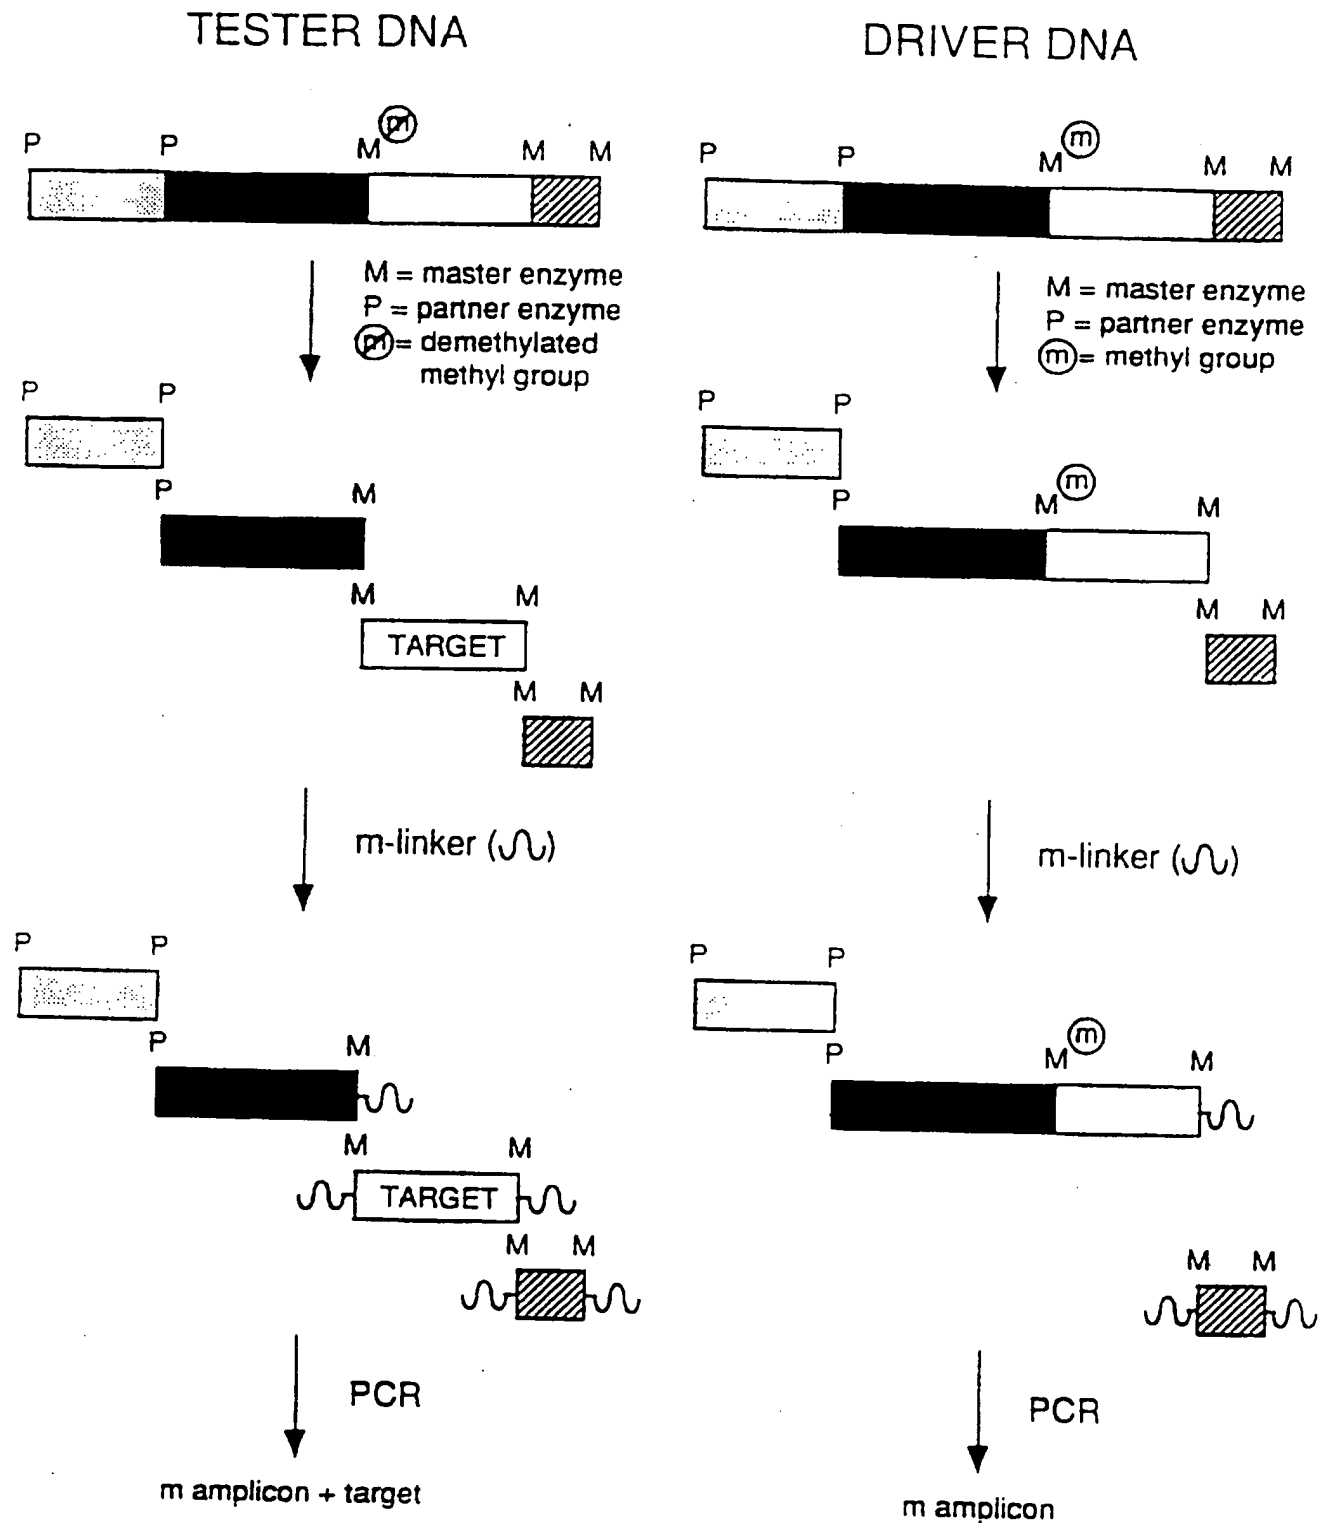 TESTER DNA
P P M m M M
M = master enzyme
P = partner enzyme
m = demethylated
methyl group
P P
P M
M M
TARGET
M M
m-linker ( )
P P
P M
M M
TARGET
M M
PCR
m amplicon + target
DRIVER DNA
P P M m M M
M = master enzyme
P = partner enzyme
m = methyl group
P P
P M m M
M M
m-linker ( )
P P
P M m M
M M
PCR
m amplicon